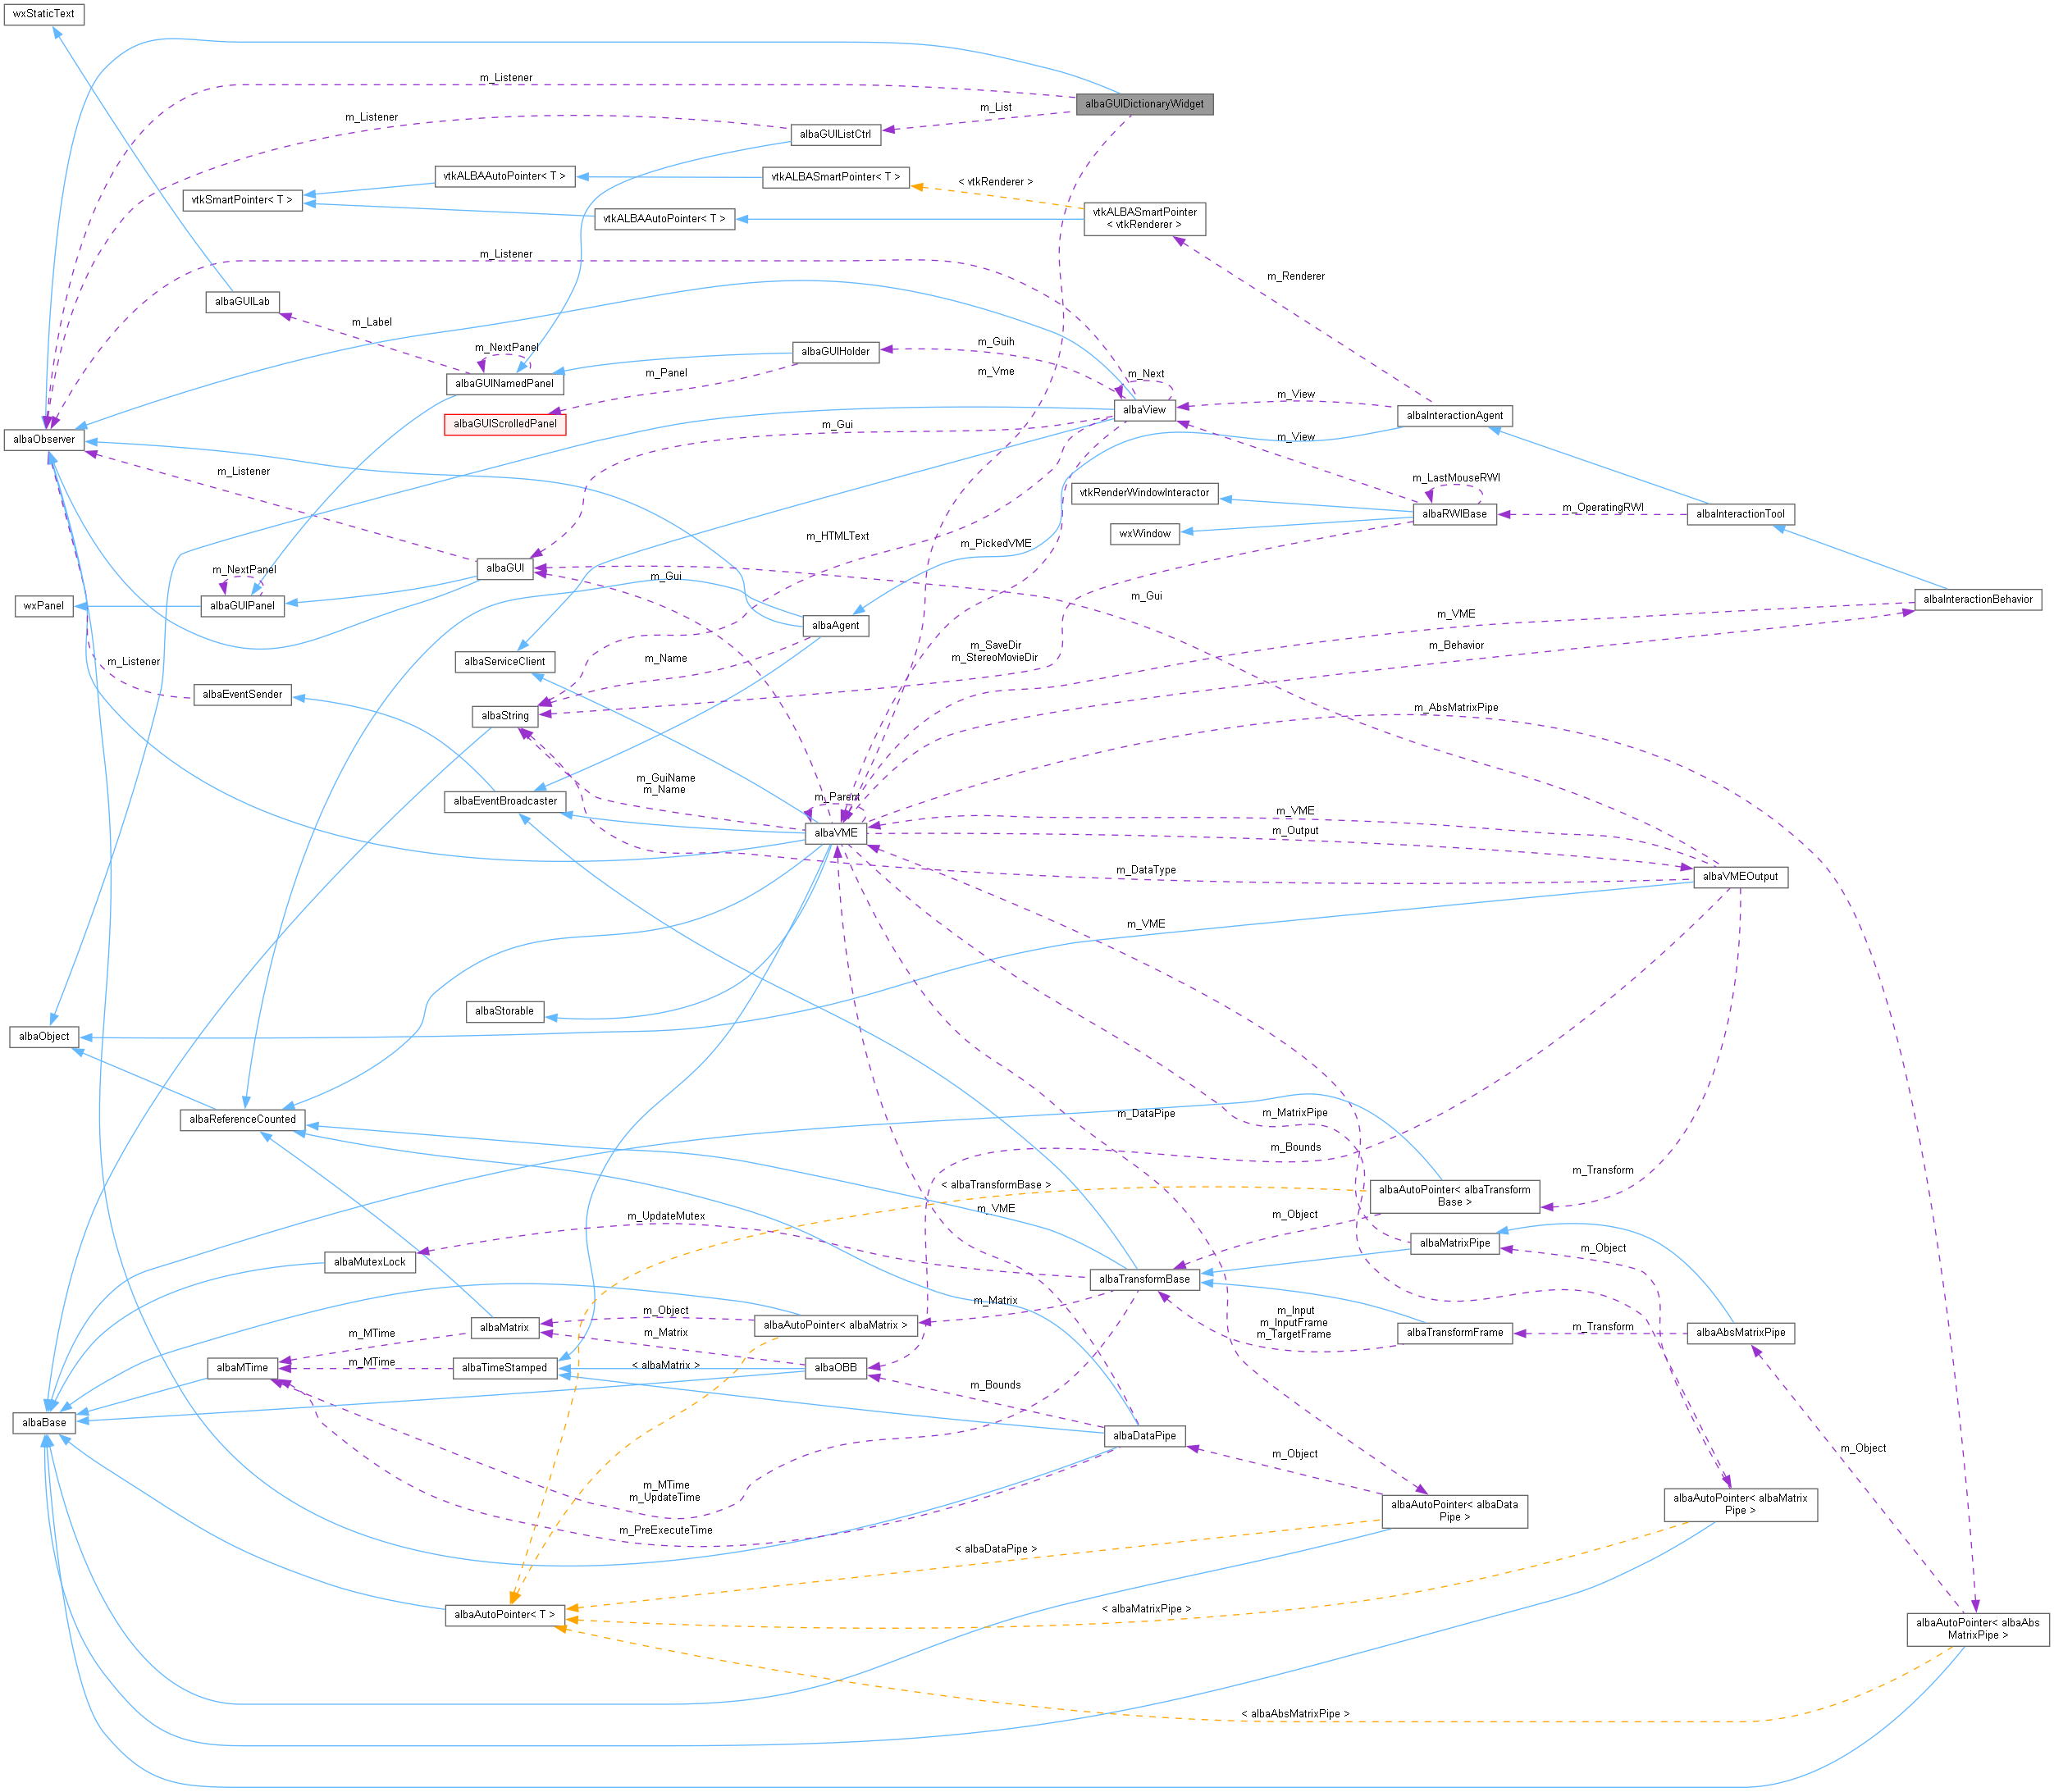 wxStaticText
m_Listener
albaGUIDictionaryWidget
m_List
m_Listener
albaGUIListCtrl
vtkALBAAutoPointer< T >
vtkALBASmartPointer< T >
< vtkRenderer >
vtkSmartPointer< T >
vtkALBAAutoPointer< T >
vtkALBASmartPointer
< vtkRenderer >
m_Listener
m_Renderer
albaGUILab
m_Label
m_NextPanel
albaGUIHolder
m_Guih
m_Panel
m_Vme
m_Next
albaGUINamedPanel
albaView
m_View
albaInteractionAgent
albaGUIScrolledPanel
m_Gui
albaObserver
m_View
m_Listener
m_LastMouseRWI
vtkRenderWindowInteractor
albaRWIBase
m_OperatingRWI
albaInteractionTool
wxWindow
m_HTMLText
m_PickedVME
albaGUI
m_NextPanel
m_Gui
wxPanel
albaGUIPanel
m_Gui
albaInteractionBehavior
m_VME
albaAgent
m_SaveDir
m_StereoMovieDir
m_Behavior
albaServiceClient
m_Name
m_Listener
albaEventSender
albaString
m_AbsMatrixPipe
m_GuiName
m_Name
albaEventBroadcaster
m_Parent
m_VME
albaVME
m_Output
m_DataType
albaVMEOutput
m_VME
albaStorable
albaObject
albaReferenceCounted
m_DataPipe
m_MatrixPipe
m_Bounds
m_Transform
< albaTransformBase >
albaAutoPointer< albaTransform
Base >
m_UpdateMutex
m_VME
m_Object
albaMatrixPipe
m_Object
albaMutexLock
albaTransformBase
m_Matrix
m_Object
albaAutoPointer< albaMatrix >
m_Input
m_InputFrame
m_TargetFrame
albaMatrix
albaTransformFrame
m_Transform
albaAbsMatrixPipe
m_MTime
m_Matrix
albaMTime
m_MTime
albaTimeStamped
< albaMatrix >
albaOBB
m_Bounds
albaBase
albaDataPipe
m_Object
m_Object
m_MTime
m_UpdateTime
albaAutoPointer< albaData
Pipe >
albaAutoPointer< albaMatrix
Pipe >
m_PreExecuteTime
< albaDataPipe >
albaAutoPointer< T >
< albaMatrixPipe >
albaAutoPointer< albaAbs
MatrixPipe >
< albaAbsMatrixPipe >